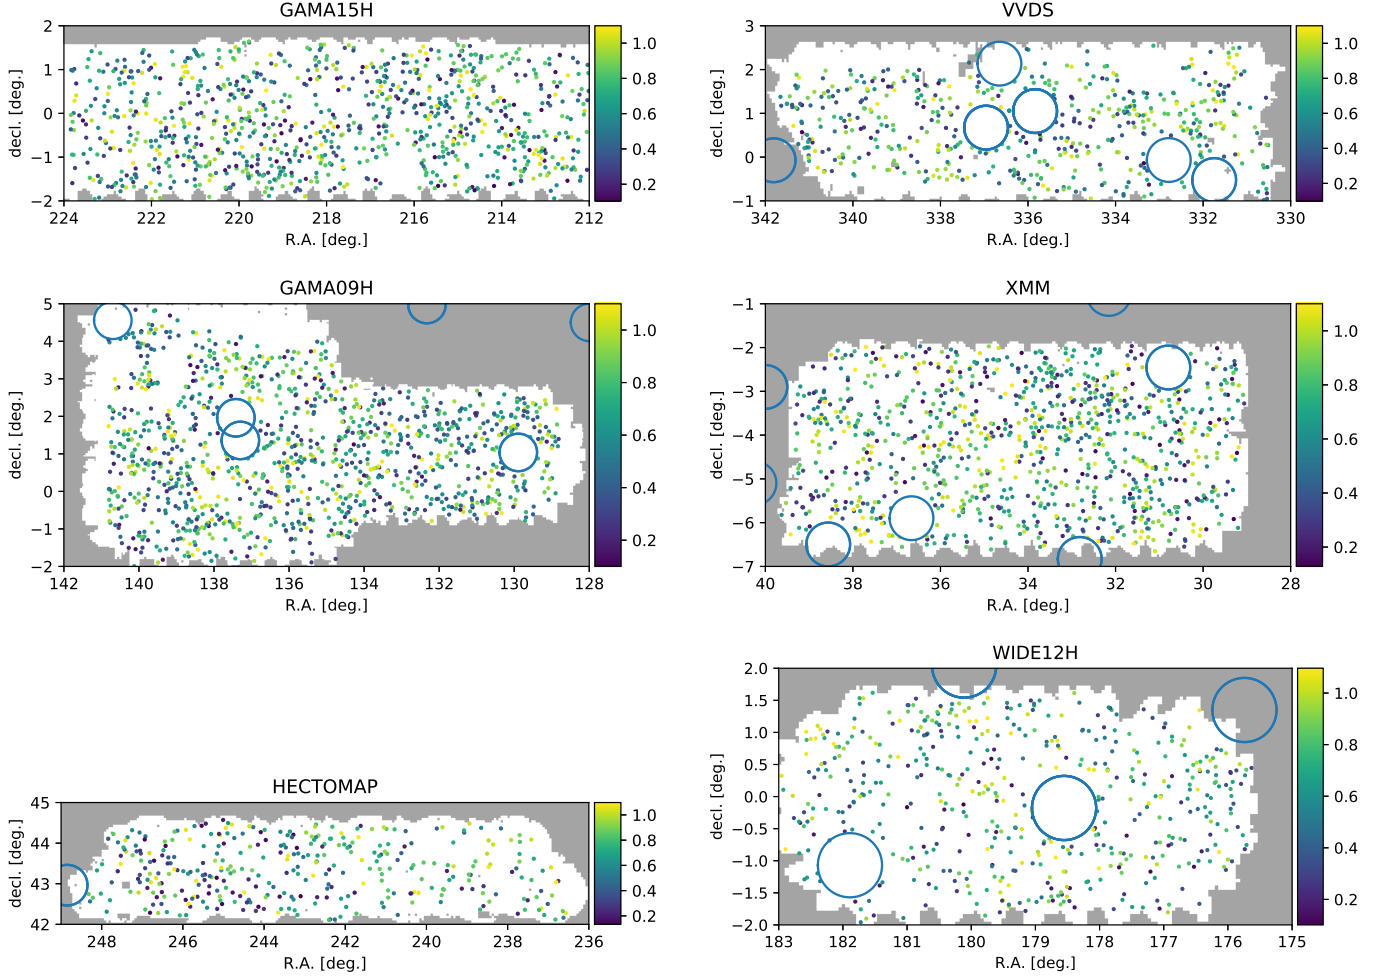 GAMA15H
2
1
0
−1
−2
decl. [deg.]
224 222 220 218 216 214 212
R.A. [deg.]
1.0
0.8
0.6
0.4
0.2
VVDS
3
2
1
0
−1
decl. [deg.]
342 340 338 336 334 332 330
R.A. [deg.]
1.0
0.8
0.6
0.4
0.2
GAMA09H
5
4
3
2
1
0
−1
−2
decl. [deg.]
142 140 138 136 134 132 130 128
R.A. [deg.]
1.0
0.8
0.6
0.4
0.2
XMM
−1
−2
−3
−4
−5
−6
−7
decl. [deg.]
40 38 36 34 32 30 28
R.A. [deg.]
1.0
0.8
0.6
0.4
0.2
HECTOMAP
45
44
43
42
decl. [deg.]
248 246 244 242 240 238 236
R.A. [deg.]
1.0
0.8
0.6
0.4
0.2
WIDE12H
2.0
1.5
1.0
0.5
0.0
−0.5
−1.0
−1.5
−2.0
decl. [deg.]
183 182 181 180 179 178 177 176 175
R.A. [deg.]
1.0
0.8
0.6
0.4
0.2